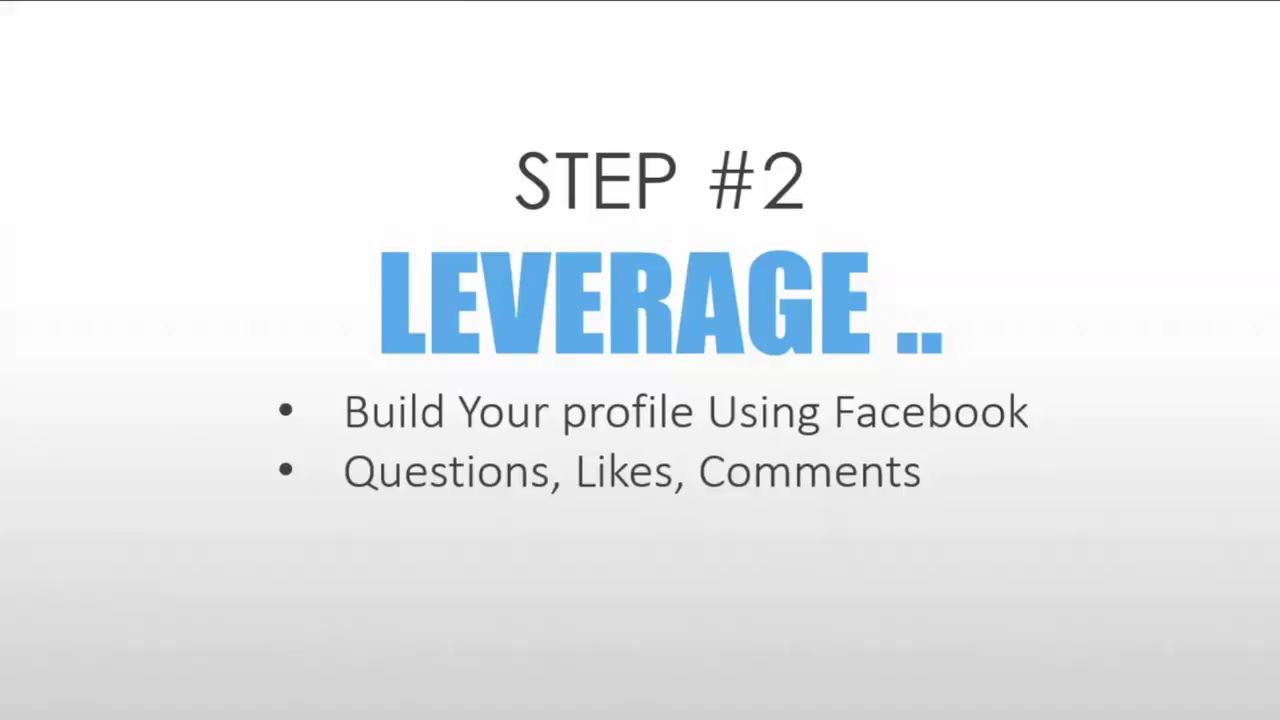 STEP #2
LEVERAGE ..
• Build Your profile Using Facebook
• Questions, Likes, Comments